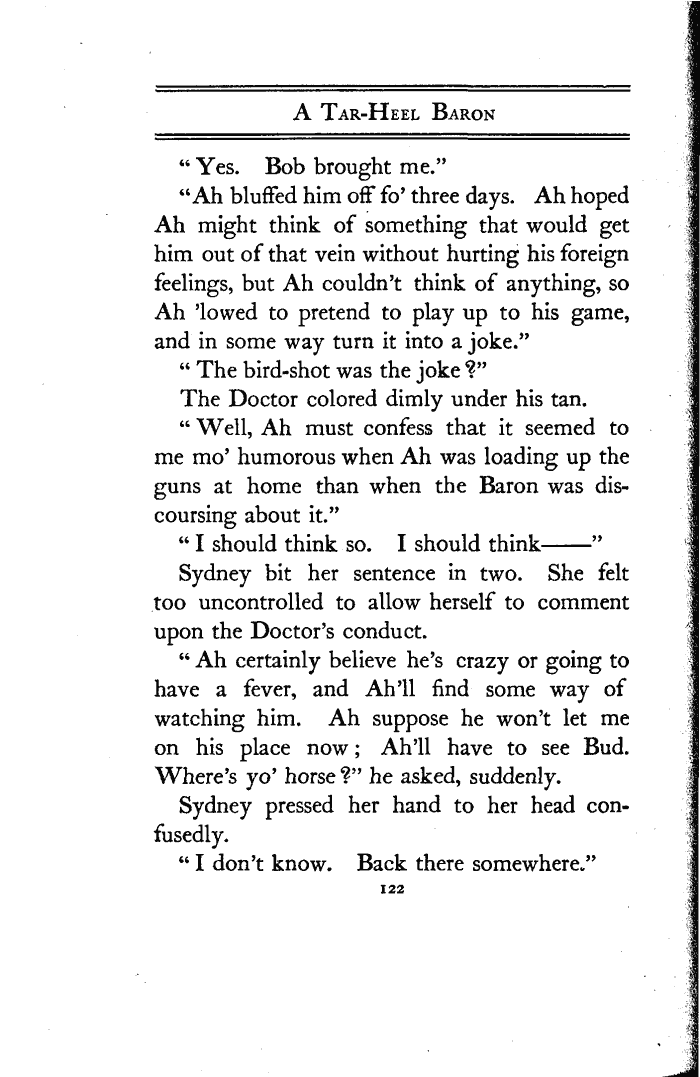 A Tar-Heel Baron
“Yes. Bob brought me.”
“Ah bluffed him off fo’ three days. Ah hoped
Ah might think of something that would get
him out of that vein without hurting his foreign
feelings, but Ah couldn’t think of anything, so
Ah ’lowed to pretend to play up to his game,
and in some way turn it into a joke.”
“The bird-shot was the joke?”
The Doctor colored dimly under his tan.
“Well, Ah must confess that it seemed to
me mo’ humorous when Ah was loading up the
guns at home than when the Baron was dis-
coursing about it.”
“I should think so. I should think——”
Sydney bit her sentence in two. She felt
too uncontrolled to allow herself to comment
upon the Doctor’s conduct.
“Ah certainly believe he’s crazy or going to
have a fever, and Ah’ll find some way of
watching him. Ah suppose he won’t let me
on his place now; Ah’ll have to see Bud.
Where’s yo’ horse?” he asked, suddenly.
Sydney pressed her hand to her head con-
fusedly.
“I don’t know. Back there somewhere.”
122